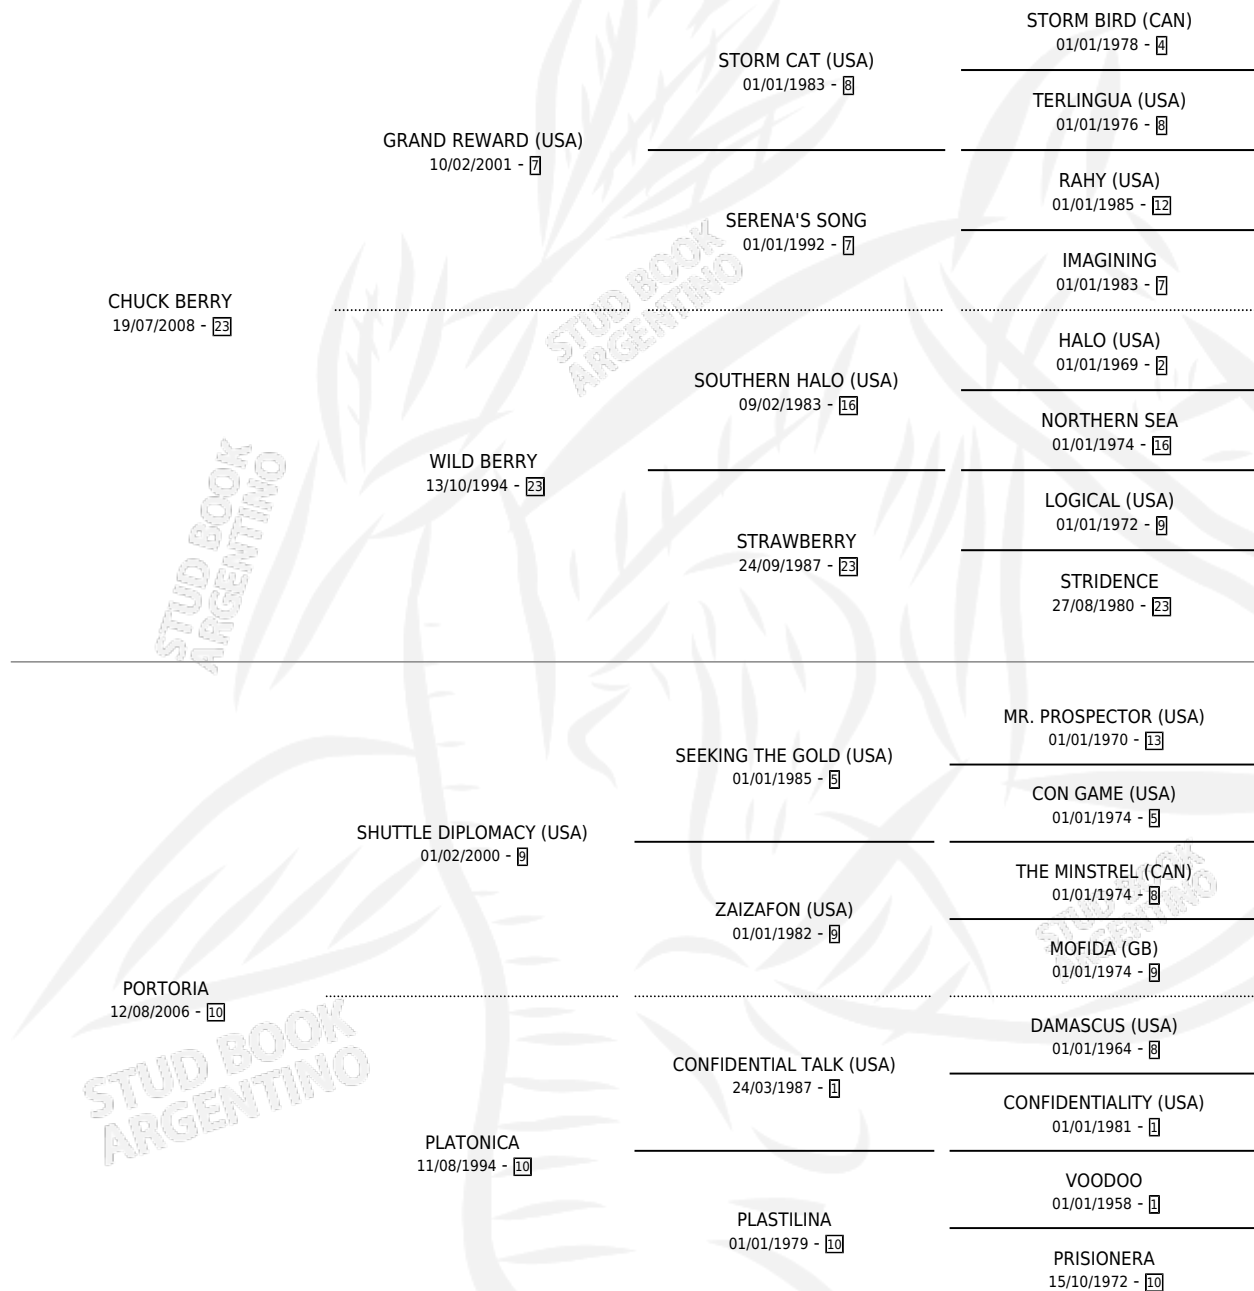 STORM BIRD (CAN)
01/01/1978 - 4
STORM CAT (USA)
01/01/1983 - 8
TERLINGUA (USA)
01/01/1976 - 8
GRAND REWARD (USA)
10/02/2001 - 7
RAHY (USA)
01/01/1985 - 12
SERENA'S SONG
01/01/1992 - 7
IMAGINING
01/01/1983 - 7
CHUCK BERRY
19/07/2008 - 23
HALO (USA)
01/01/1969 - 2
SOUTHERN HALO (USA)
09/02/1983 - 16
NORTHERN SEA
01/01/1974 - 16
WILD BERRY
13/10/1994 - 23
LOGICAL (USA)
01/01/1972 - 9
STRAWBERRY
24/09/1987 - 23
STRIDENCE
27/08/1980 - 23
MR. PROSPECTOR (USA)
01/01/1970 - 13
SEEKING THE GOLD (USA)
01/01/1985 - 5
CON GAME (USA)
01/01/1974 - 5
SHUTTLE DIPLOMACY (USA)
01/02/2000 - 9
THE MINSTREL (CAN)
01/01/1974 - 8
ZAIZAFON (USA)
01/01/1982 - 9
MOFIDA (GB)
01/01/1974 - 9
PORTORIA
12/08/2006 - 10
DAMASCUS (USA)
01/01/1964 - 8
CONFIDENTIAL TALK (USA)
24/03/1987 - 1
CONFIDENTIALITY (USA)
01/01/1981 - 1
PLATONICA
11/08/1994 - 10
VOODOO
01/01/1958 - 1
PLASTILINA
01/01/1979 - 10
PRISIONERA
15/10/1972 - 10
STUD BOOK
ARGENTINO
STUD BOOK
ARGENTINO
STUD BOOK
ARGENTINO
STUD BOOK
ARGENTINO